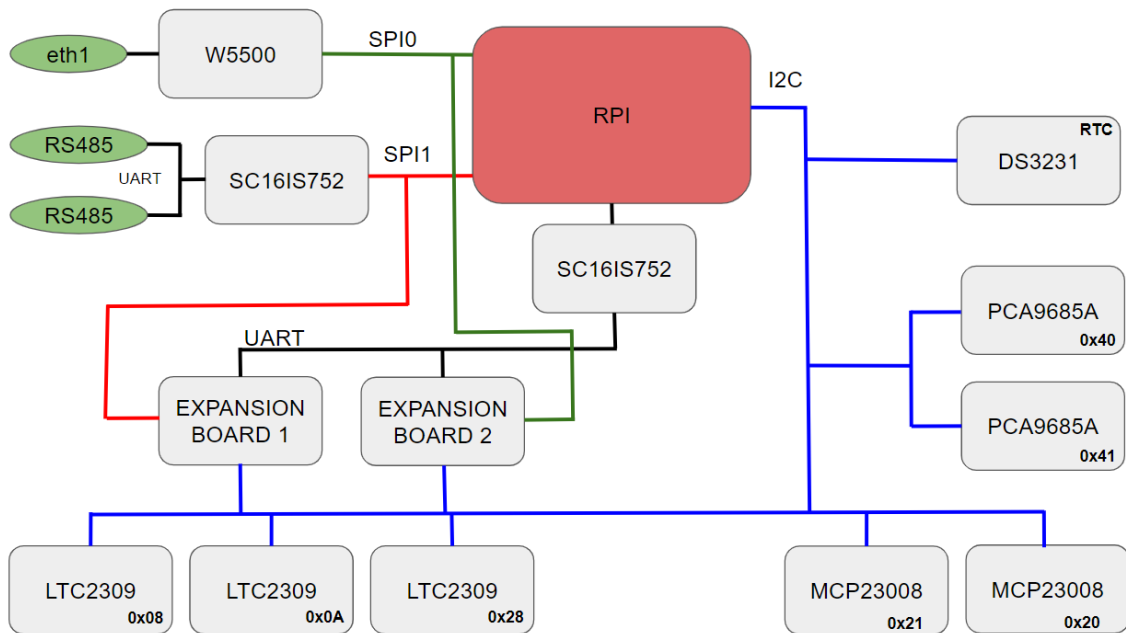 eth1
W5500
SPI0
RPI
I2C
RTC
DS3231
RS485
UART
RS485
SC16IS752
SPI1
SC16IS752
PCA9685A
0x40
PCA9685A
0x41
UART
EXPANSION
BOARD 1
EXPANSION
BOARD 2
LTC2309
0x08
LTC2309
0x0A
LTC2309
0x28
MCP23008
0x21
MCP23008
0x20